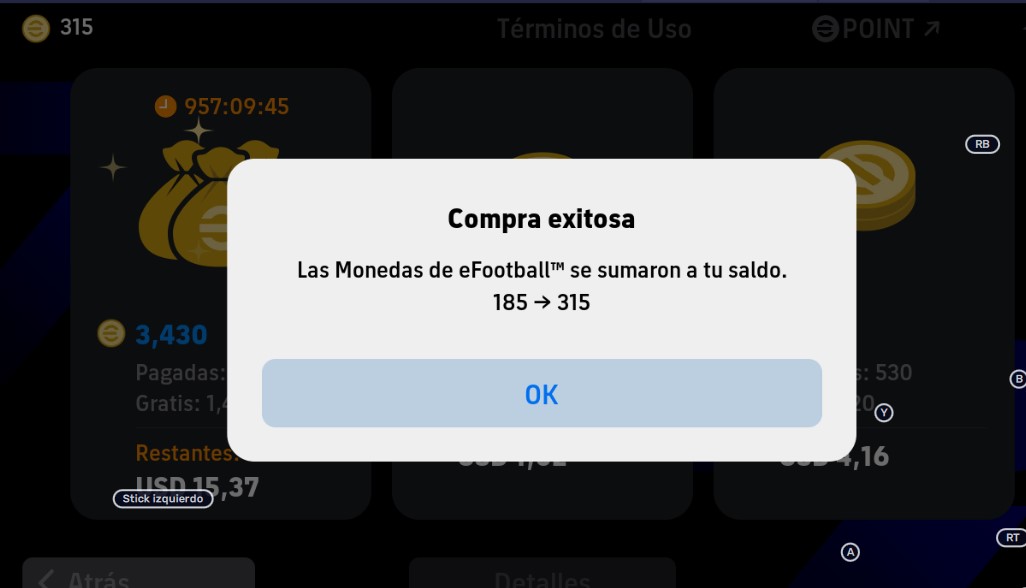 315
Términos de Uso
POINT
957:09:45
RB
Compra exitosa
Las Monedas de eFootball™ se sumaron a tu saldo.
185 → 315
3,430
Pagadas:
Gratis: 1,4
s: 530
20
B
OK
Y
Restantes:
USD 15,37
4,16
Stick izquierdo
RT
A
Atrás
Detalles